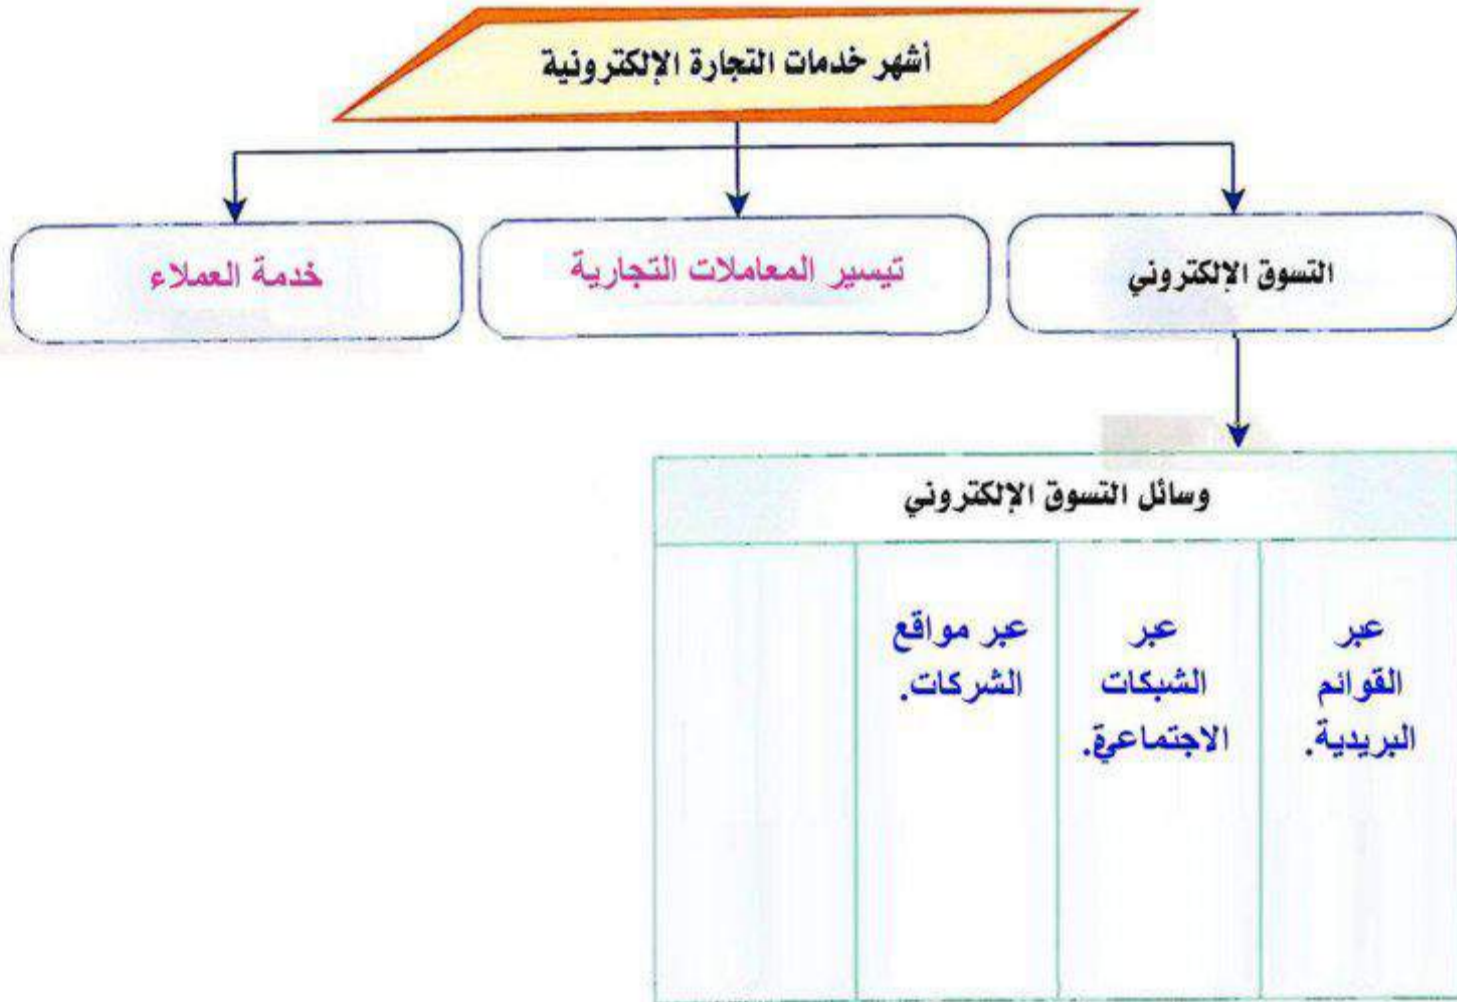 أشهر خدمات التجارة الإلكترونية
التسوق الإلكتروني
تيسير المعاملات التجارية
خدمة العملاء
وسائل التسوق الإلكتروني
عبر
القوائم
البريدية.
عبر
الشبكات
الاجتماعية.
عبر مواقع
الشركات.